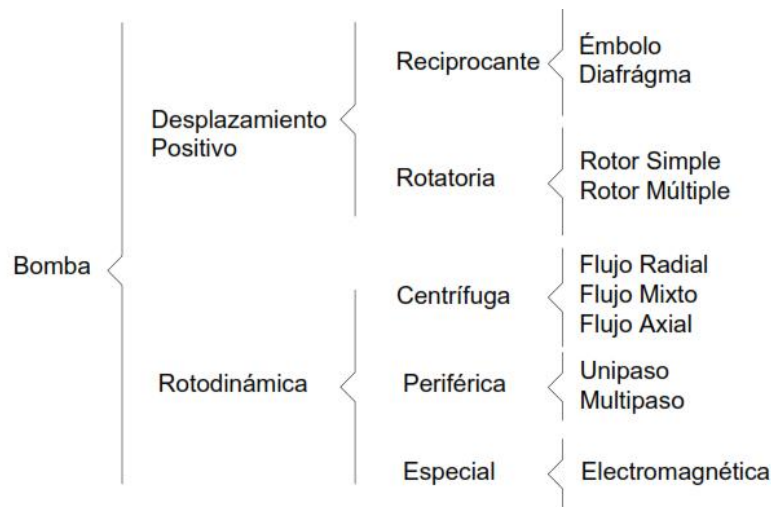 Bomba
Desplazamiento
Positivo
Reciprocante
Émbolo
Diafrágma
Rotatoria
Rotor Simple
Rotor Múltiple
Rotodinámica
Centrífuga
Flujo Radial
Flujo Mixto
Flujo Axial
Periférica
Unipaso
Multipaso
Especial
Electromagnética